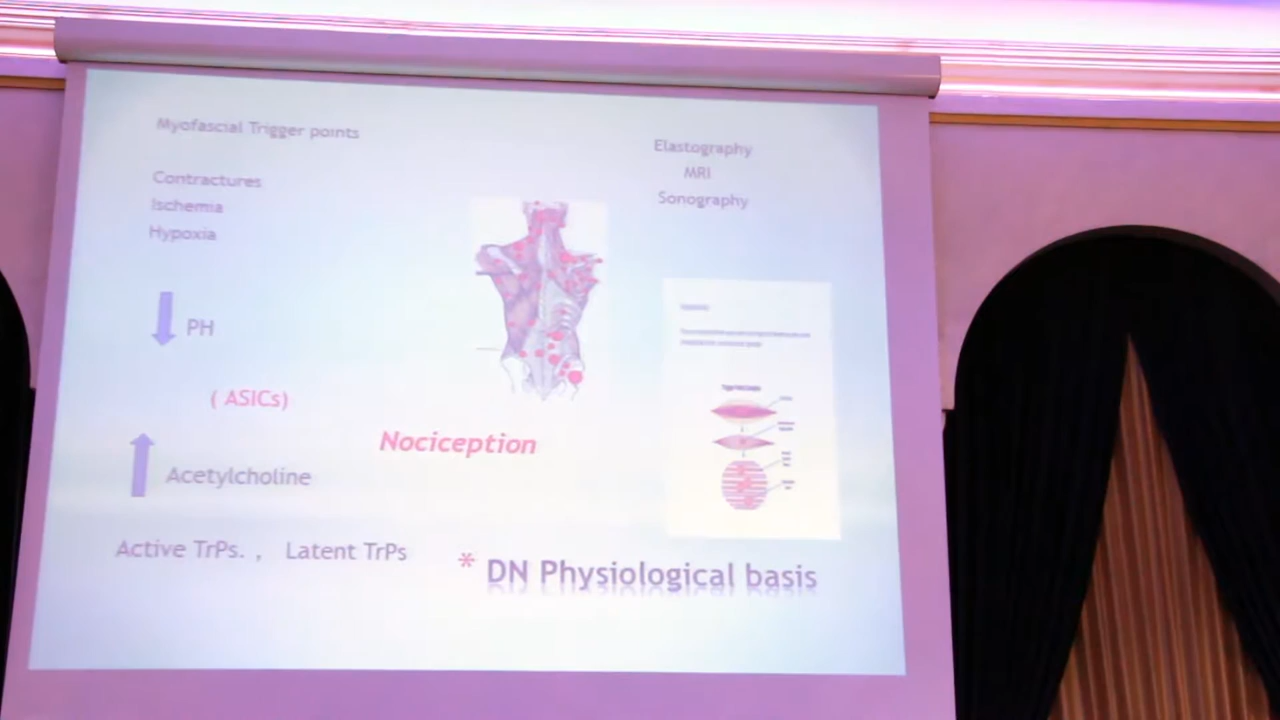 Myofascial Trigger points
Contractures
Ischemia
Hypoxia
PH
( ASICs)
Acetylcholine
Active TrPs. , Latent TrPs
Nociception
Elastography
MRI
Sonography
* DN Physiological basis